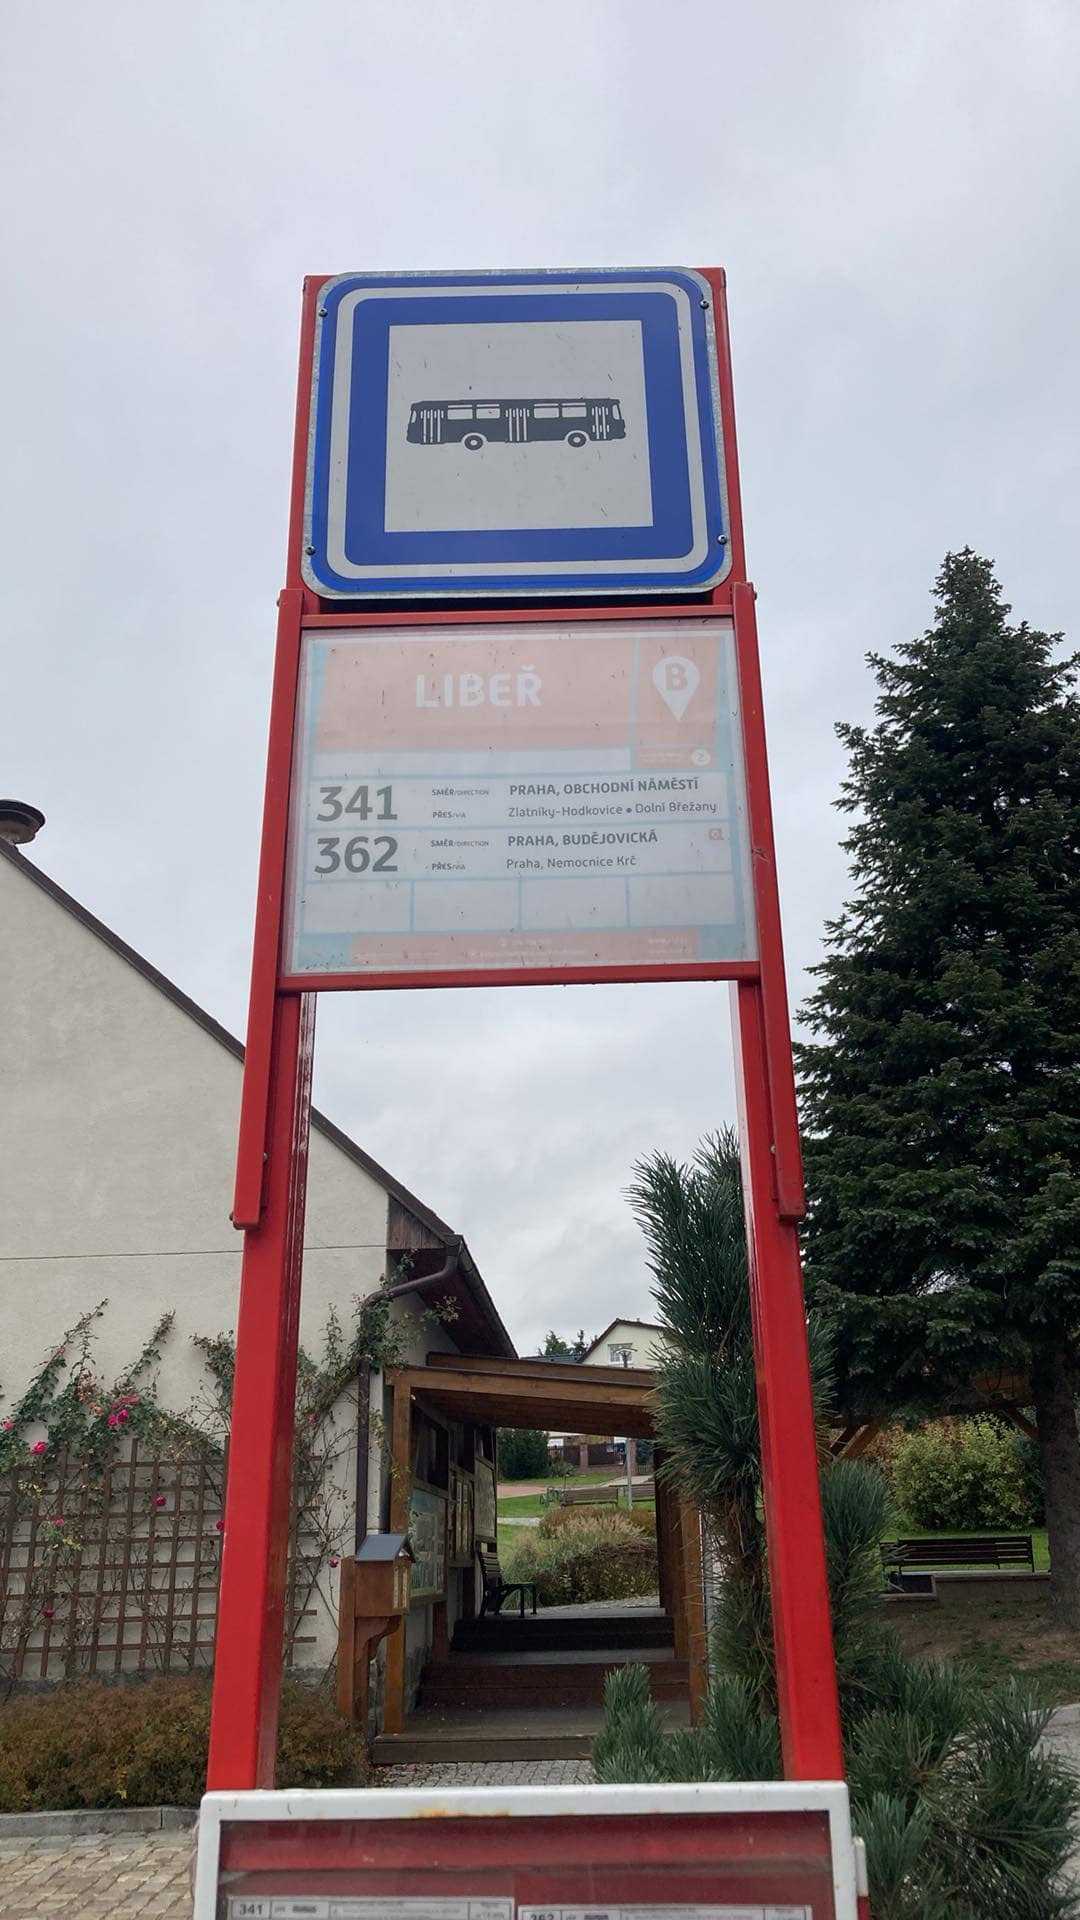 LIBEŘ
B
2
341 SMĚR/DIRECTION PRAHA, OBCHODNÍ NÁMĚSTÍ
PŘES/VIA Zlatníky-Hodkovice • Dolní Břežany
362 SMĚR/DIRECTION PRAHA, BUDĚJOVICKÁ
PŘES/VIA Praha, Nemocnice Krč
341
362